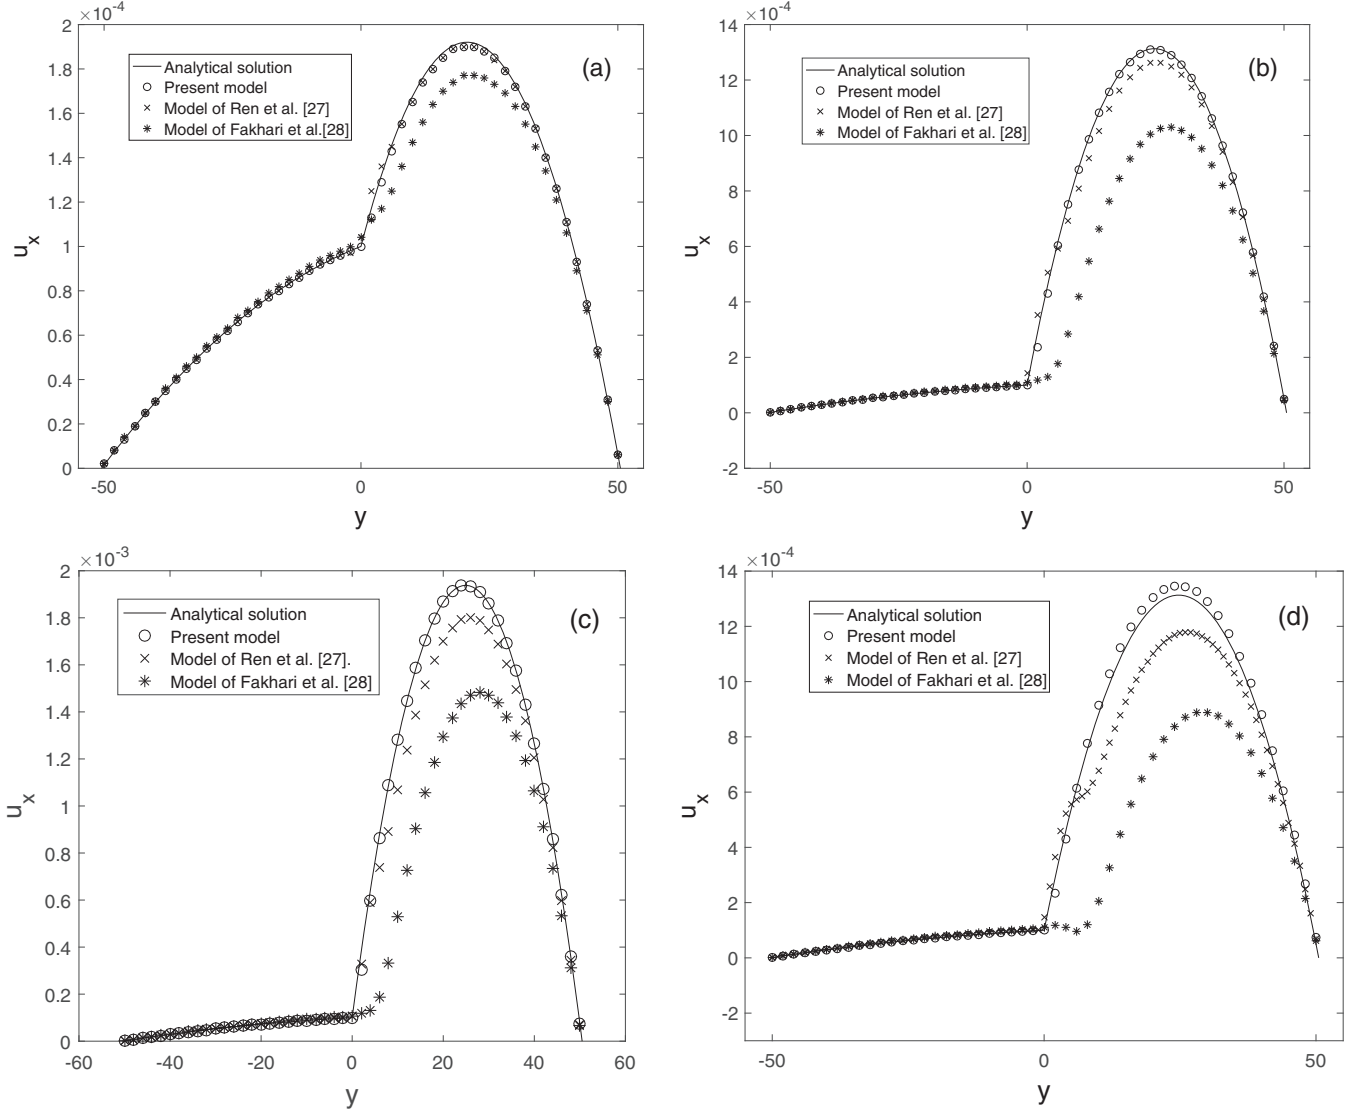 ×10-4
2
1.8
1.6
1.4
1.2
1
0.8
0.6
0.4
0.2
0
-50
0
50
u_x
y
(a)
Analytical solution
Present model
Model of Ren et al. [27]
Model of Fakhari et al.[28]
×10-4
14
12
10
8
6
4
2
0
-2
-50
0
50
u_x
y
(b)
Analytical solution
Present model
Model of Ren et al. [27]
Model of Fakhari et al. [28]
×10-3
2
1.8
1.6
1.4
1.2
1
0.8
0.6
0.4
0.2
0
-60
-40
-20
0
20
40
60
u_x
y
(c)
Analytical solution
Present model
Model of Ren et al. [27].
Model of Fakhari et al. [28]
×10-4
14
12
10
8
6
4
2
0
-2
-50
0
50
u_x
y
(d)
Analytical solution
Present model
Model of Ren et al. [27]
Model of Fakhari et al. [28]